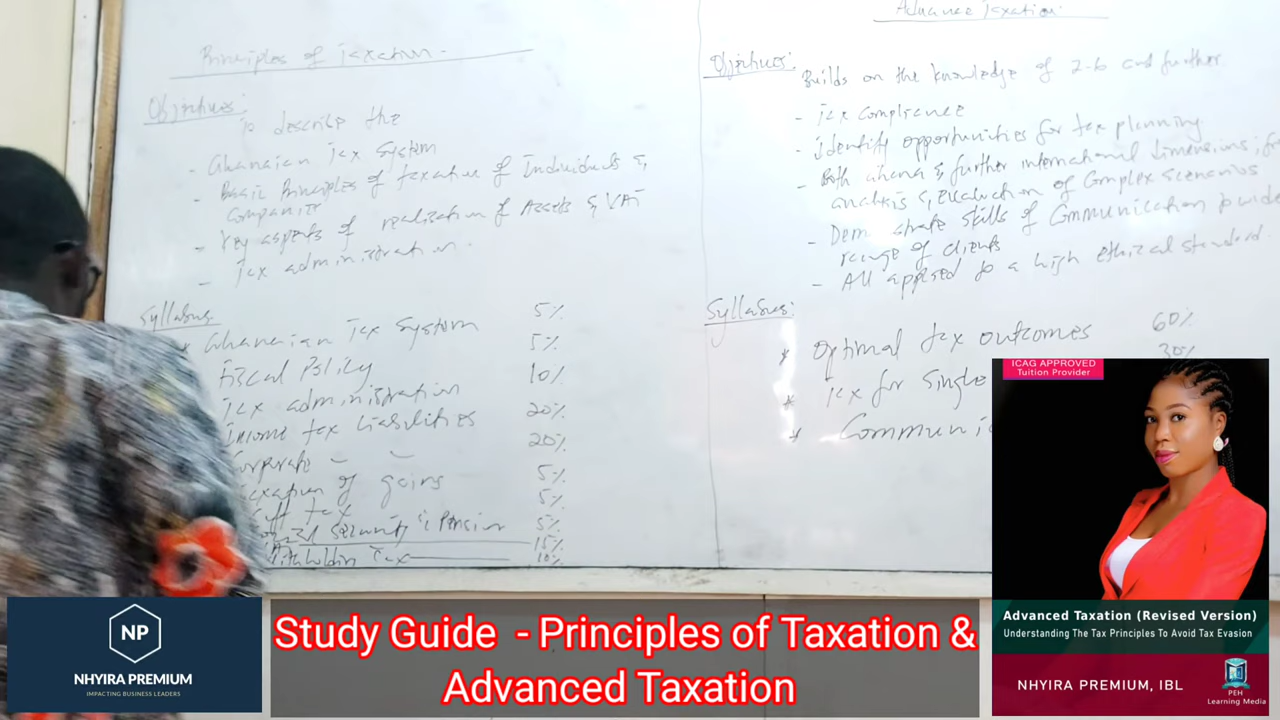 Principles of Taxation
Objectives:
To describe the
- Ghanaian Tax System
- Basic Principles of taxation of Individuals &
Companies
- Key aspects of realization of Assets & VAT
- Tax administration.
Syllabus:
* Ghanaian Tax System 5%
Fiscal 5%
Tax administration 10%
Income tax Liabilities 20%
Corporate " " 20%
Taxation of gains 5%
Gift tax 5%
Social Security & Pension 5%
15%
Withholdin Tax 10%
Advance Taxation
Objectives:
Builds on the knowledge of 2-6 and further
- Tax compliance
- Identify opportunities for tax planning
- Both Ghana & further international dimensions, for
analysis & Evaluation of Complex scenarios
- Demonstrate skills of Communication to wide
range of clients
- All applied to a high ethical standard.
Syllabus:
* Optimal tax outcomes 60%
* Tax for Single 30%
* Communic
ICAG APPROVED
Tuition Provider
Advanced Taxation (Revised Version)
Understanding The Tax Principles To Avoid Tax Evasion
NHYIRA PREMIUM, IBL
PEH
Learning Media
NP
NHYIRA PREMIUM
IMPACTING BUSINESS LEADERS
Study Guide - Principles of Taxation &
Advanced Taxation